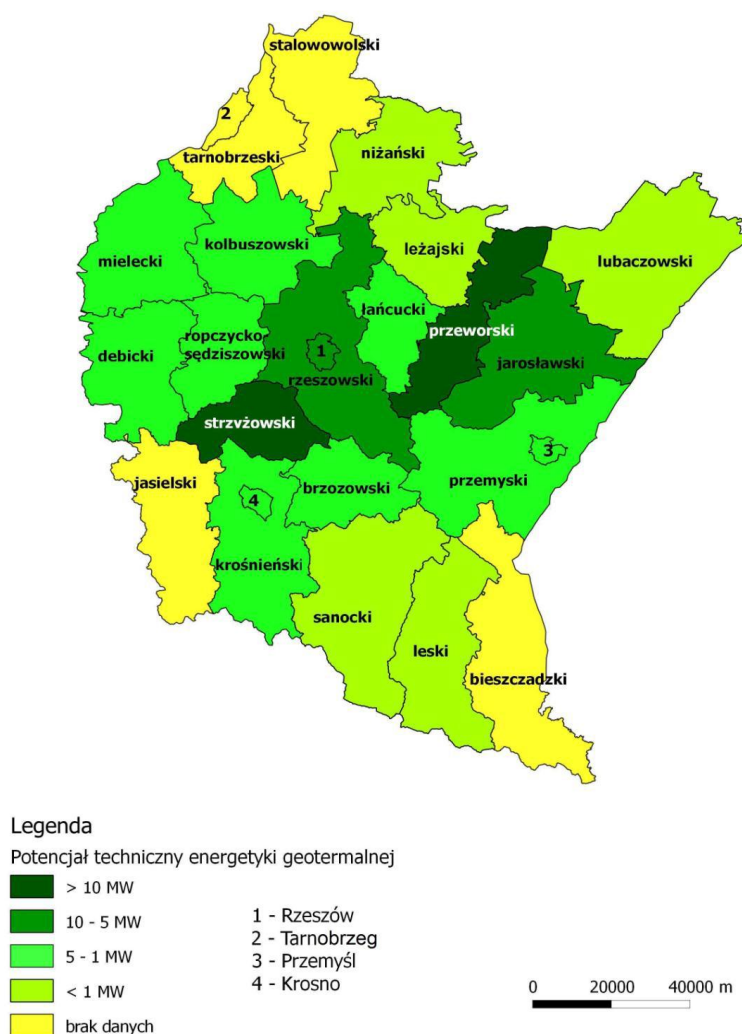 stalowowolski
2
tarnobrzeski
niżański
kolbuszowski
leżajski
mielecki
lubaczowski
łańcucki
ropczycko-
sędziszowski
przeworski
debicki
1
jarosławski
rzeszowski
strzyżowski
3
jasielski
brzozowski
przemyski
4
krośnieński
sanocki
leski
bieszczadzki
Legenda
Potencjał techniczny energetyki geotermalnej
> 10 MW
10 - 5 MW
5 - 1 MW
< 1 MW
brak danych
1 - Rzeszów
2 - Tarnobrzeg
3 - Przemyśl
4 - Krosno
0 20000 40000 m